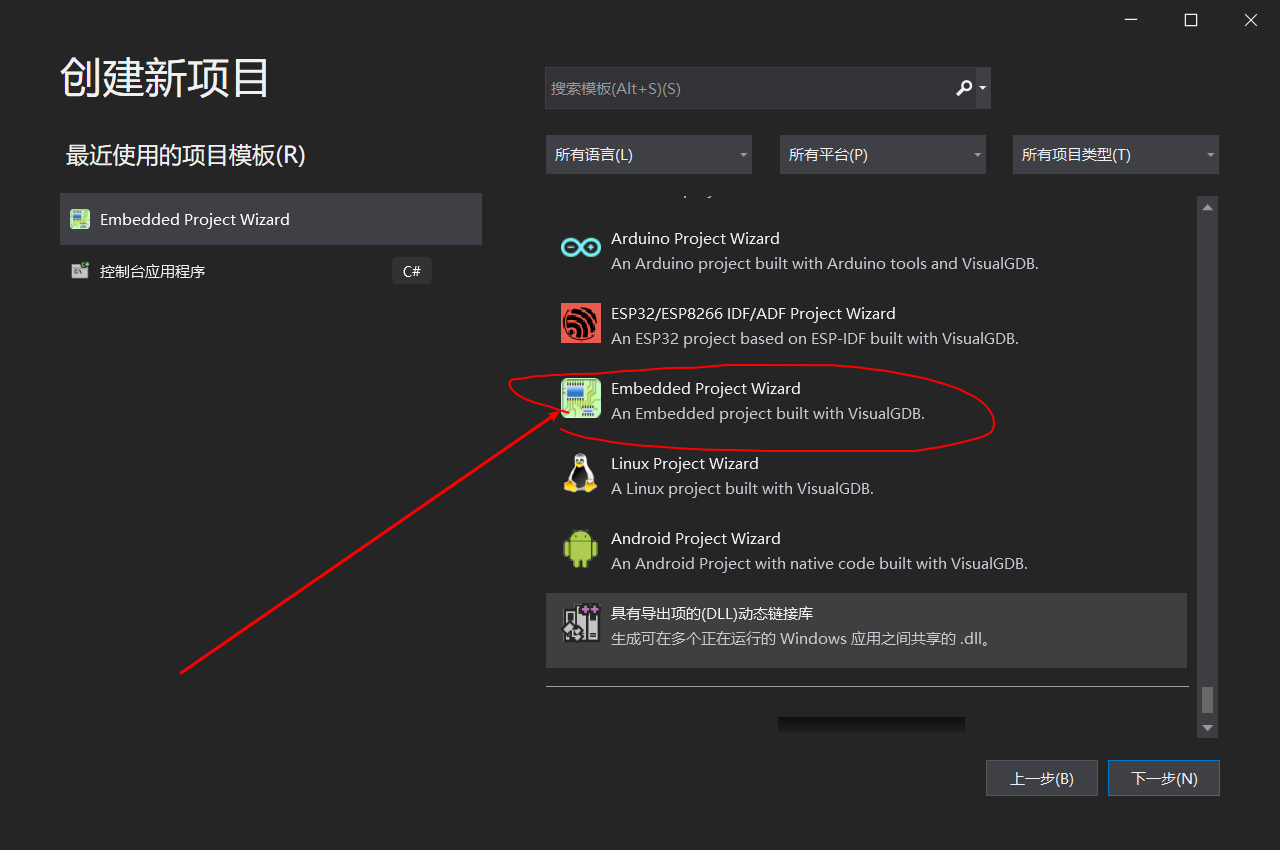 创建新项目
搜索模板(Alt+S)(S)
最近使用的项目模板(R)
所有语言(L)
所有平台(P)
所有项目类型(T)
Embedded Project Wizard
控制台应用程序
C#
Arduino Project Wizard
An Arduino project built with Arduino tools and VisualGDB.
ESP32/ESP8266 IDF/ADF Project Wizard
An ESP32 project based on ESP-IDF built with VisualGDB.
Embedded Project Wizard
An Embedded project built with VisualGDB.
Linux Project Wizard
A Linux project built with VisualGDB.
Android Project Wizard
An Android Project with native code built with VisualGDB.
具有导出项的(DLL)动态链接库
生成可在多个正在运行的 Windows 应用之间共享的 .dll。
上一步(B)
下一步(N)